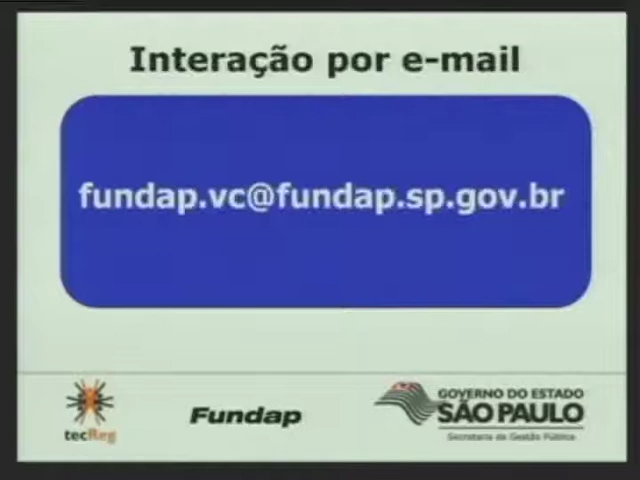 Interação por e-mail
fundap.vc@fundap.sp.gov.br
tecReg
Fundap
GOVERNO DO ESTADO
SÃO PAULO
Secretaria de Gestão Pública